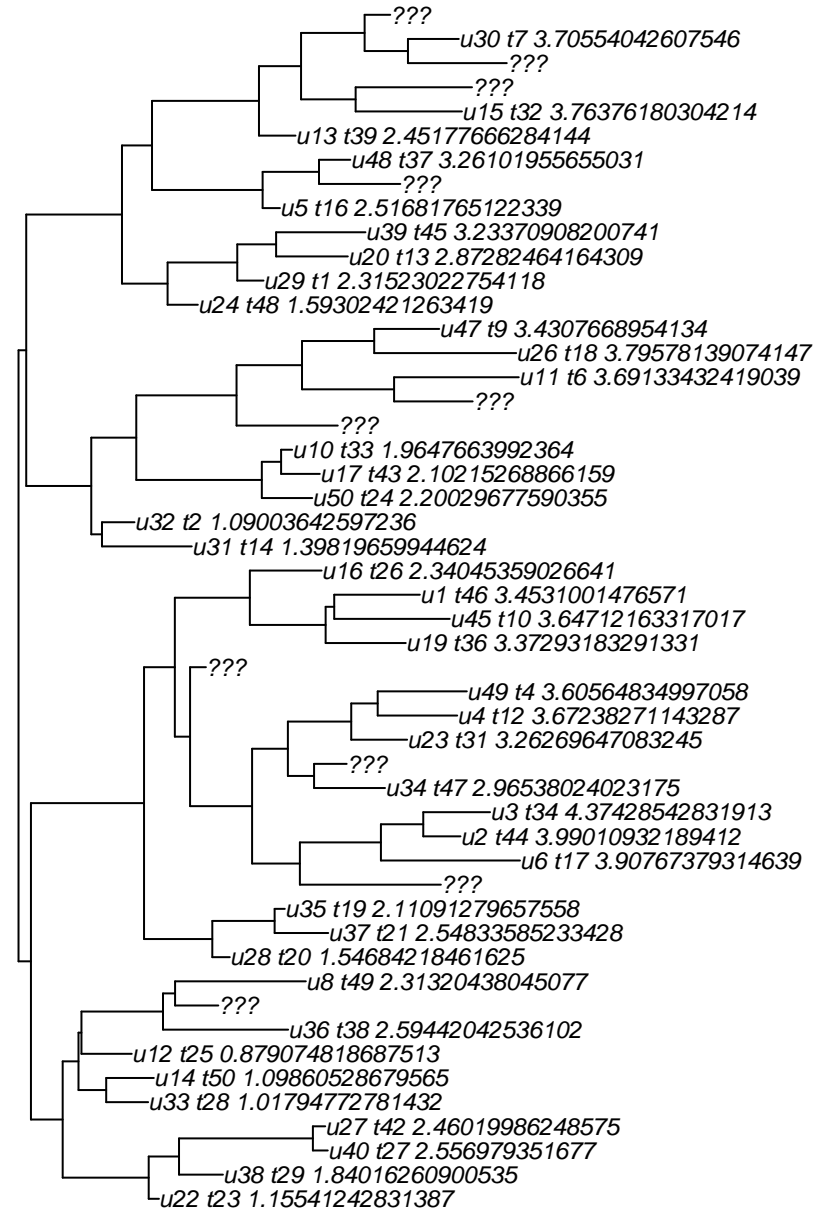 ???
u30 t7 3.70554042607546
???
???
u15 t32 3.76376180304214
u13 t39 2.45177666284144
u48 t37 3.26101955655031
???
u5 t16 2.51681765122339
u39 t45 3.23370908200741
u20 t13 2.87282464164309
u29 t1 2.31523022754118
u24 t48 1.59302421263419
u47 t9 3.4307668954134
u26 t18 3.79578139074147
u11 t6 3.69133432419039
???
???
u10 t33 1.9647663992364
u17 t43 2.10215268866159
u50 t24 2.20029677590355
u32 t2 1.09003642597236
u31 t14 1.39819659944624
u16 t26 2.34045359026641
u1 t46 3.4531001476571
u45 t10 3.64712163317017
u19 t36 3.37293183291331
???
u49 t4 3.60564834997058
u4 t12 3.67238271143287
u23 t31 3.26269647083245
???
u34 t47 2.96538024023175
u3 t34 4.37428542831913
u2 t44 3.99010932189412
u6 t17 3.90767379314639
???
u35 t19 2.11091279657558
u37 t21 2.54833585233428
u28 t20 1.54684218461625
u8 t49 2.31320438045077
???
u36 t38 2.59442042536102
u12 t25 0.879074818687513
u14 t50 1.09860528679565
u33 t28 1.01794772781432
u27 t42 2.46019986248575
u40 t27 2.556979351677
u38 t29 1.84016260900535
u22 t23 1.15541242831387